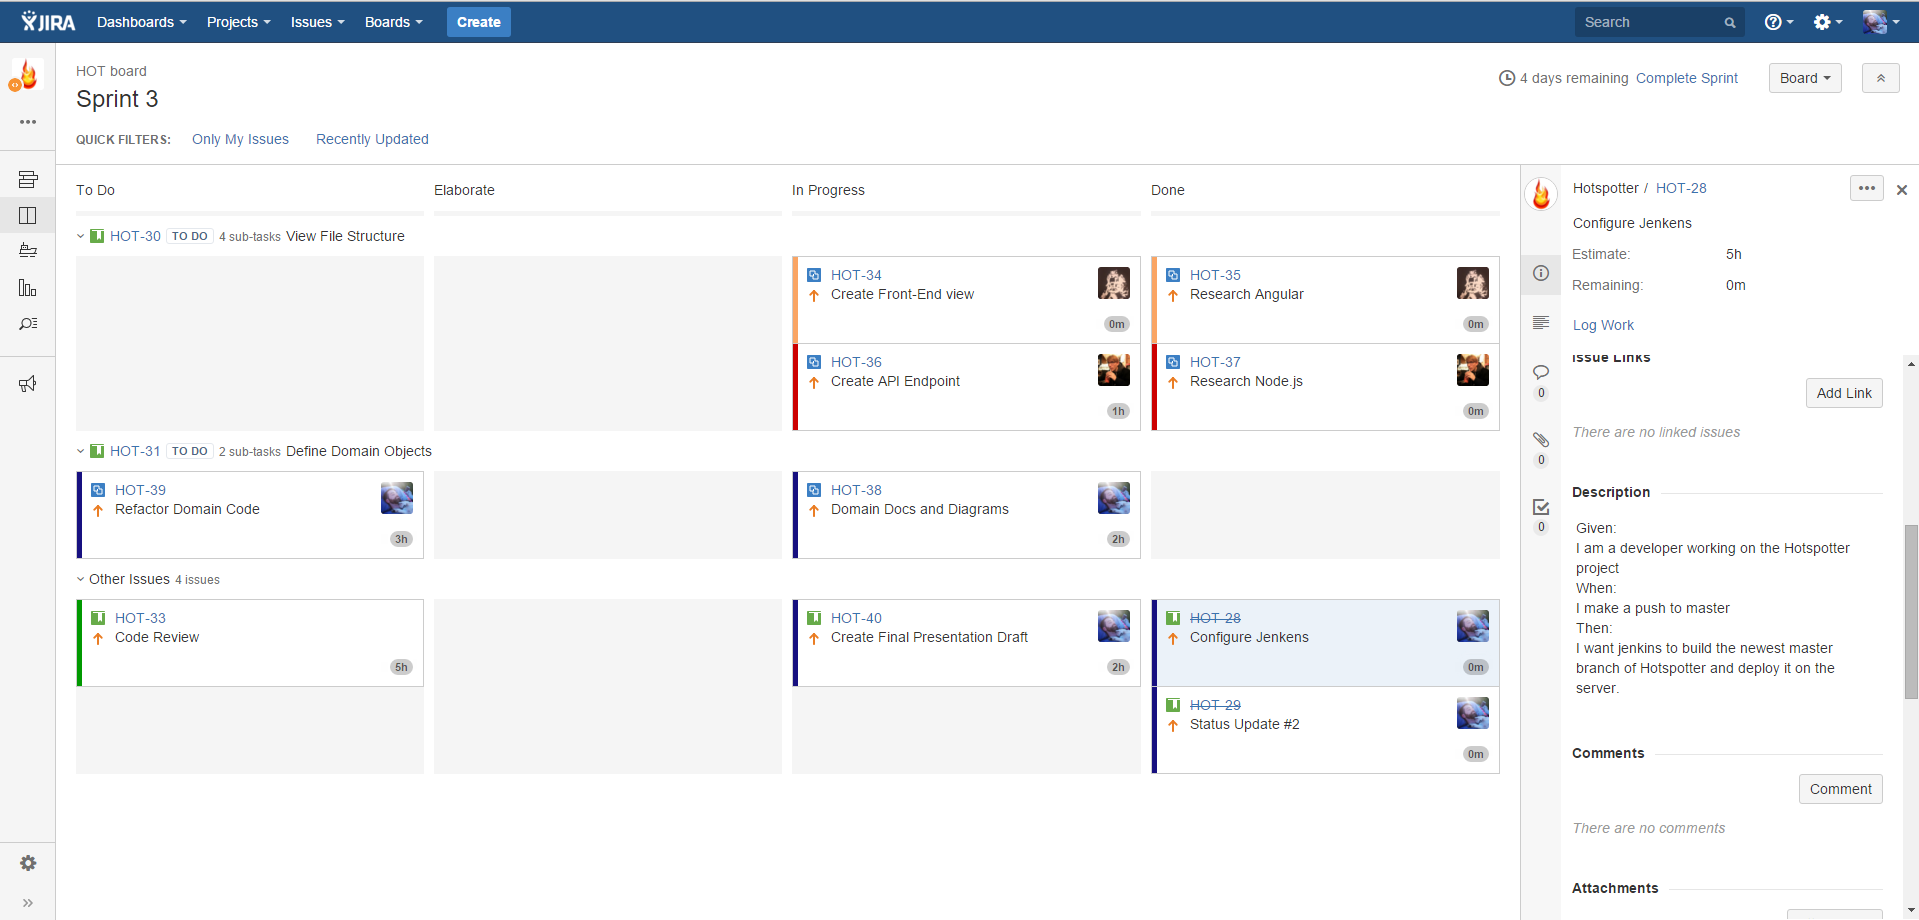 JIRA Dashboards Projects Issues Boards Create Search
HOT board
Sprint 3
4 days remaining Complete Sprint Board
QUICK FILTERS: Only My Issues Recently Updated
To Do Elaborate In Progress Done
HOT-30 TO DO 4 sub-tasks View File Structure
HOT-34
Create Front-End view
0m
HOT-35
Research Angular
0m
HOT-36
Create API Endpoint
1h
HOT-37
Research Node.js
0m
HOT-31 TO DO 2 sub-tasks Define Domain Objects
HOT-39
Refactor Domain Code
3h
HOT-38
Domain Docs and Diagrams
2h
Other Issues 4 issues
HOT-33
Code Review
5h
HOT-40
Create Final Presentation Draft
2h
HOT-28
Configure Jenkens
0m
HOT-29
Status Update #2
0m
Hotspotter / HOT-28
Configure Jenkens
Estimate: 5h
Remaining: 0m
Log Work
Issue Links
Add Link
There are no linked issues
0
0
0
Description
Given:
I am a developer working on the Hotspotter
project
When:
I make a push to master
Then:
I want jenkins to build the newest master
branch of Hotspotter and deploy it on the
server.
Comments
Comment
There are no comments
Attachments